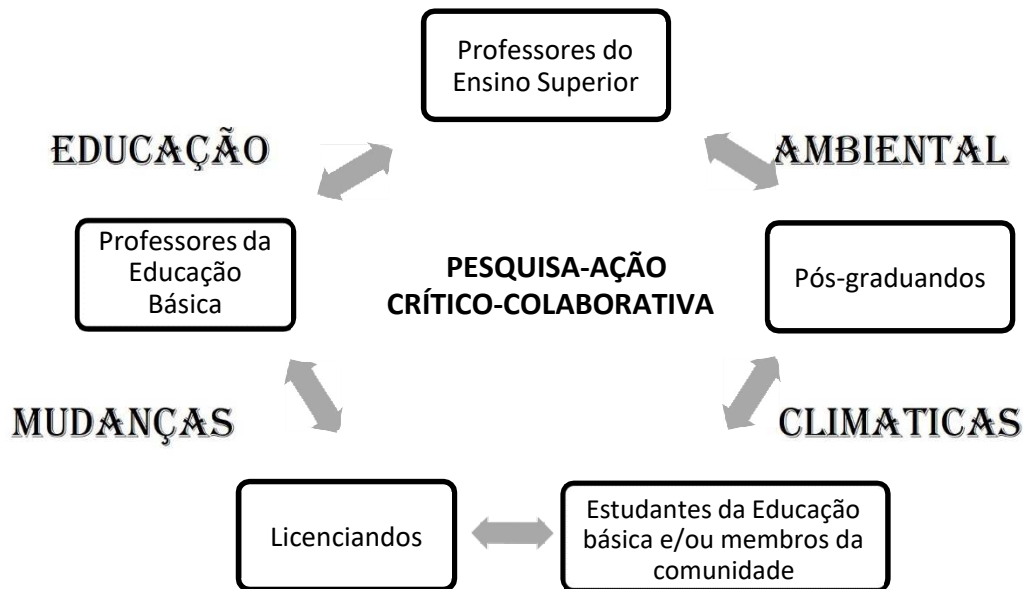 Professores do
Ensino Superior
EDUCAÇÃO
AMBIENTAL
Professores da
Educação
Básica
PESQUISA-AÇÃO
CRÍTICO-COLABORATIVA
Pós-graduandos
MUDANÇAS
CLIMATICAS
Licenciandos
Estudantes da Educação
básica e/ou membros da
comunidade